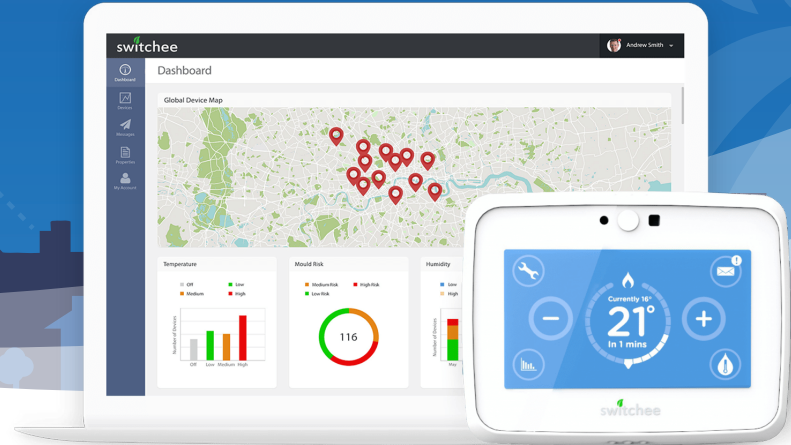 switchee
Andrew Smith
Dashboard
Dashboard
Devices
Messages
Properties
My Account
Global Device Map
Temperature
Off
Low
Medium
High
Number of Devices
Off Low Medium High
Mould Risk
Medium Risk
High Risk
Low Risk
116
Humidity
Low
High
Number of Devices
May
Currently 16°
21°
In 1 mins
switchee